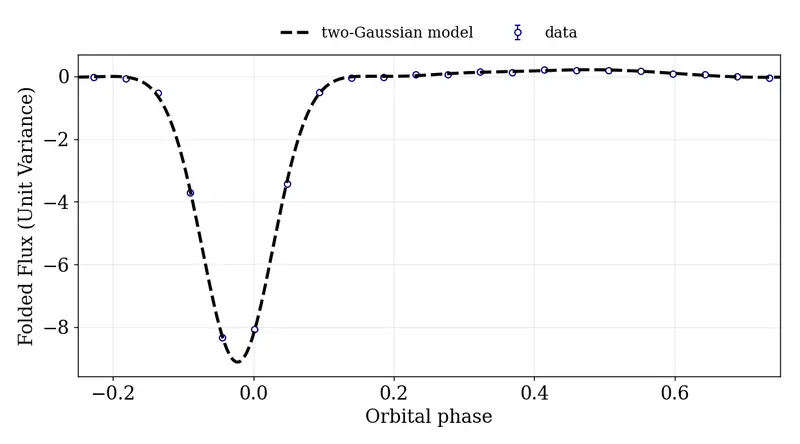 two-Gaussian model
data
Folded Flux (Unit Variance)
0
−2
−4
−6
−8
−0.2
0.0
0.2
0.4
0.6
Orbital phase